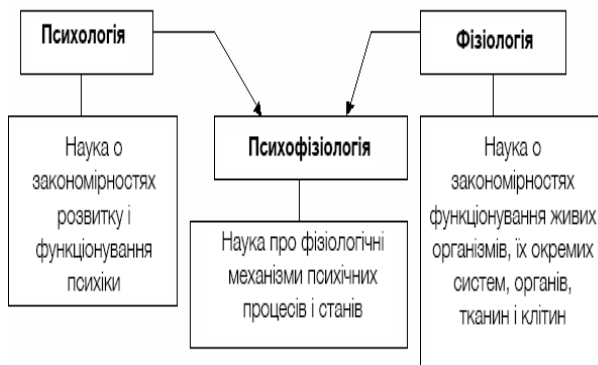 Психологія
Фізіологія
Психофізіологія
Наука о
закономірностях
розвитку і
функціонування
психіки
Наука про фізіологічні
механізми психічних
процесів і станів
Наука о
закономірностях
функціонування живих
організмів, їх окремих
систем, органів,
тканин і клітин